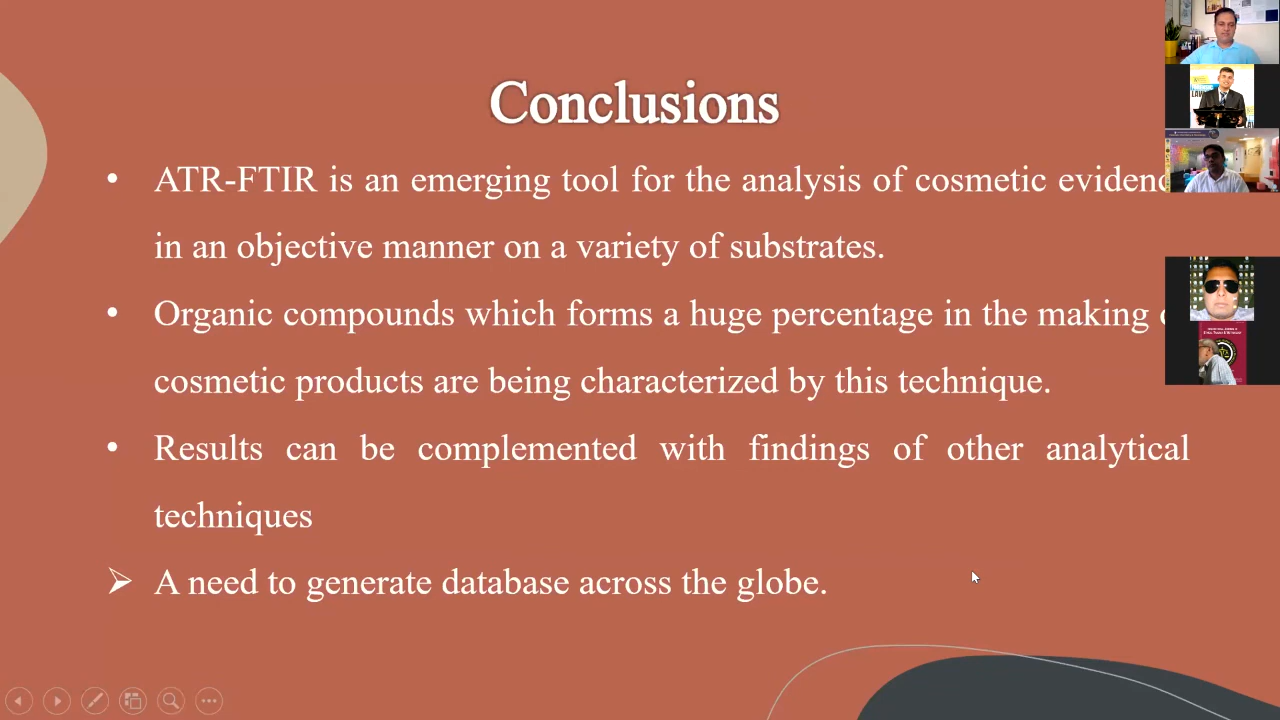 Conclusions
• ATR-FTIR is an emerging tool for the analysis of cosmetic
in an objective manner on a variety of substrates.
• Organic compounds which forms a huge percentage in the making
cosmetic products are being characterized by this technique.
• Results can be complemented with findings of other analytical
techniques
➢ A need to generate database across the globe.
LAW